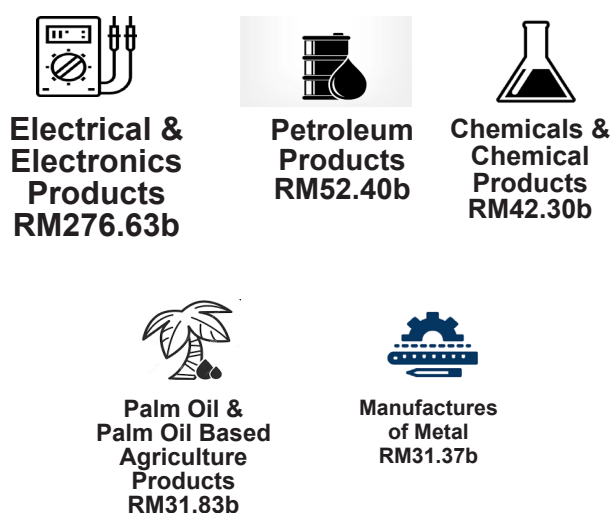 Electrical &
Electronics
Products
RM276.63b
Petroleum
Products
RM52.40b
Chemicals &
Chemical
Products
RM42.30b
Palm Oil &
Palm Oil Based
Agriculture
Products
RM31.83b
Manufactures
of Metal
RM31.37b